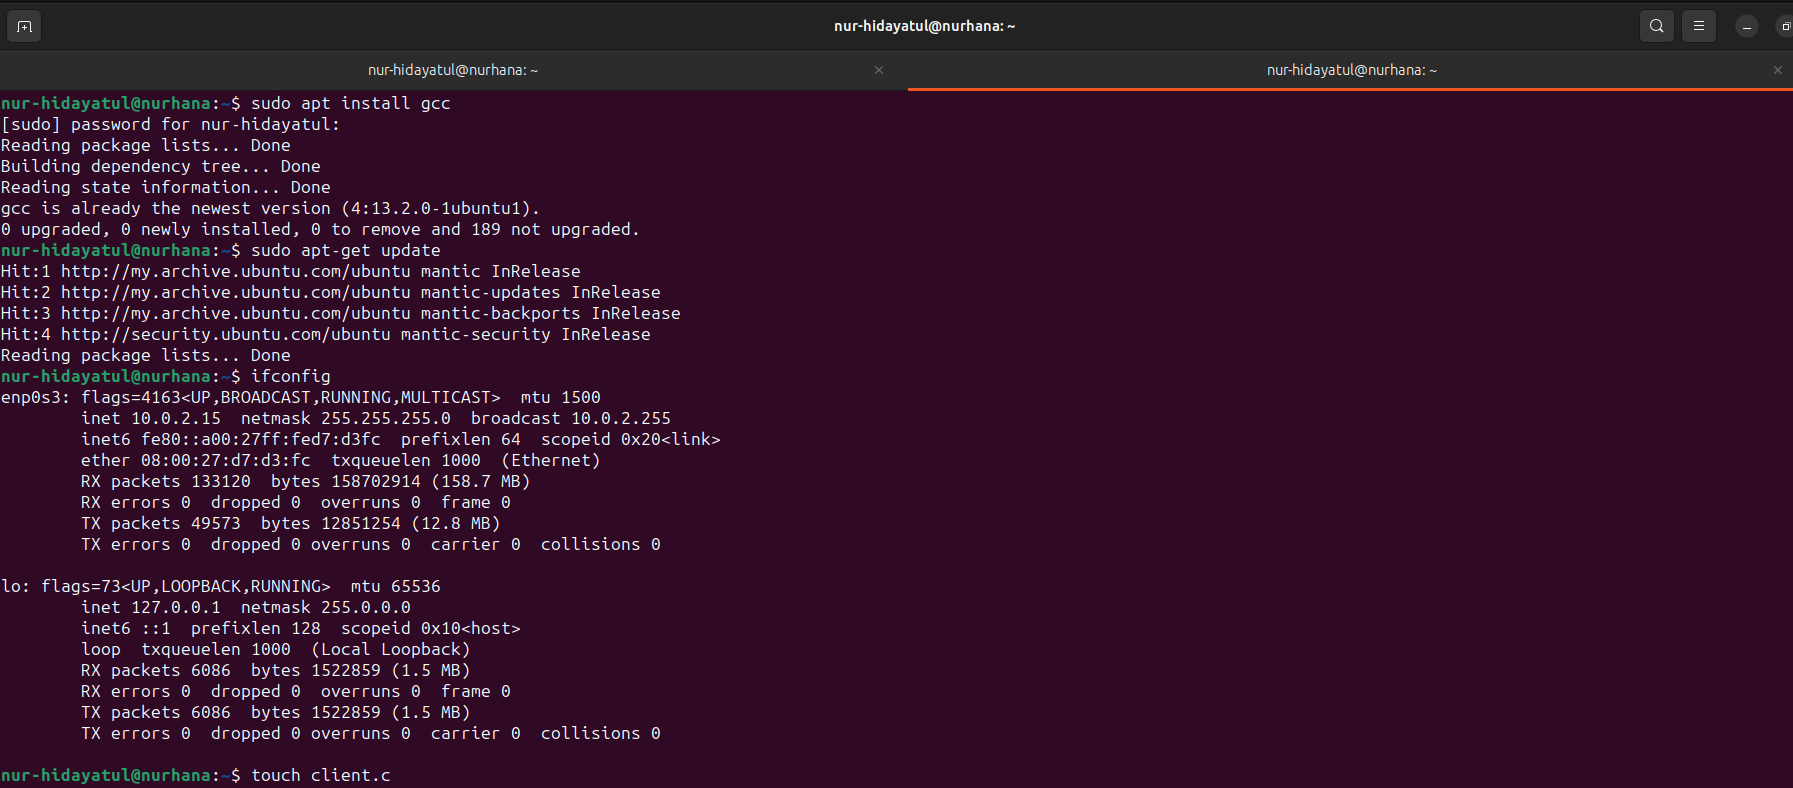 nur-hidayatul@nurhana: ~
nur-hidayatul@nurhana: ~
nur-hidayatul@nurhana: ~
nur-hidayatul@nurhana:~$ sudo apt install gcc
[sudo] password for nur-hidayatul:
Reading package lists... Done
Building dependency tree... Done
Reading state information... Done
gcc is already the newest version (4:13.2.0-1ubuntu1).
0 upgraded, 0 newly installed, 0 to remove and 189 not upgraded.
nur-hidayatul@nurhana:~$ sudo apt-get update
Hit:1 http://my.archive.ubuntu.com/ubuntu mantic InRelease
Hit:2 http://my.archive.ubuntu.com/ubuntu mantic-updates InRelease
Hit:3 http://my.archive.ubuntu.com/ubuntu mantic-backports InRelease
Hit:4 http://security.ubuntu.com/ubuntu mantic-security InRelease
Reading package lists... Done
nur-hidayatul@nurhana:~$ ifconfig
enp0s3: flags=4163<UP,BROADCAST,RUNNING,MULTICAST>  mtu 1500
        inet 10.0.2.15  netmask 255.255.255.0  broadcast 10.0.2.255
        inet6 fe80::a00:27ff:fed7:d3fc  prefixlen 64  scopeid 0x20<link>
        ether 08:00:27:d7:d3:fc  txqueuelen 1000  (Ethernet)
        RX packets 133120  bytes 158702914 (158.7 MB)
        RX errors 0  dropped 0  overruns 0  frame 0
        TX packets 49573  bytes 12851254 (12.8 MB)
        TX errors 0  dropped 0 overruns 0  carrier 0  collisions 0

lo: flags=73<UP,LOOPBACK,RUNNING>  mtu 65536
        inet 127.0.0.1  netmask 255.0.0.0
        inet6 ::1  prefixlen 128  scopeid 0x10<host>
        loop  txqueuelen 1000  (Local Loopback)
        RX packets 6086  bytes 1522859 (1.5 MB)
        RX errors 0  dropped 0  overruns 0  frame 0
        TX packets 6086  bytes 1522859 (1.5 MB)
        TX errors 0  dropped 0 overruns 0  carrier 0  collisions 0

nur-hidayatul@nurhana:~$ touch client.c